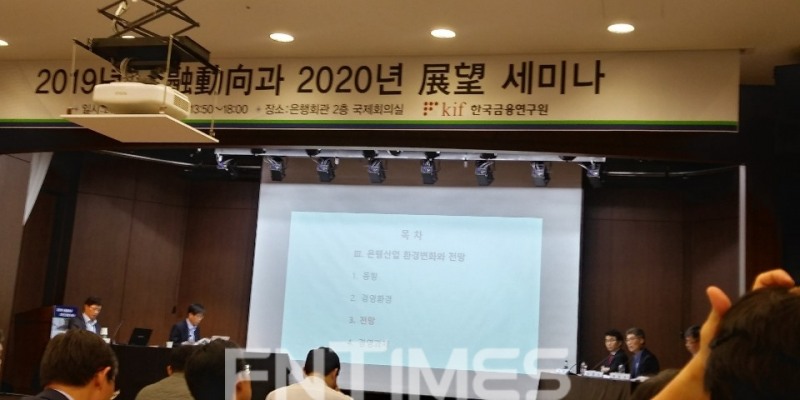 2019년 融動向과 2020년 展望 세미나
일시 13:50~18:00 * 장소:은행회관 2층 국제회의실 kif 한국금융연구원
목 차
은행산업 환경변화와 전망
1. 동향
2. 경영환경
3. 전망
FNTIMES